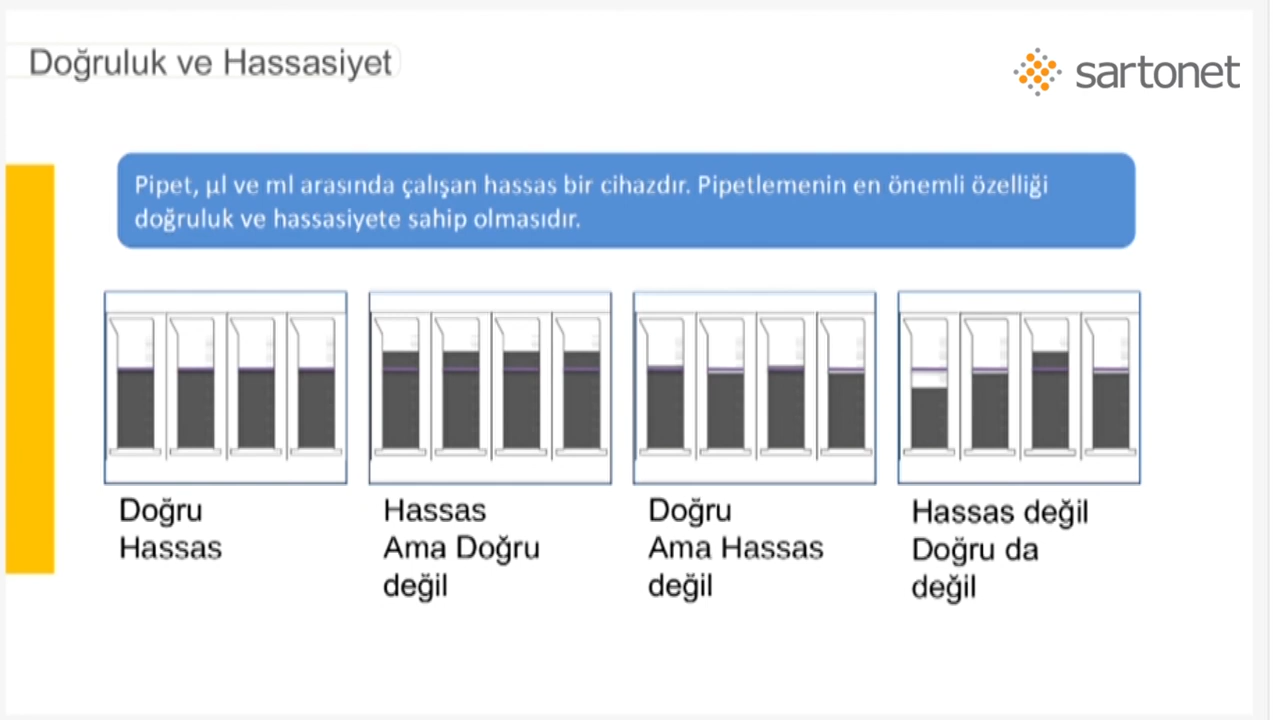 Doğruluk ve Hassasiyet
sartonet
Pipet, µl ve ml arasında çalışan hassas bir cihazdır. Pipetlemenin en önemli özelliği
doğruluk ve hassasiyete sahip olmasıdır.
Doğru
Hassas
Hassas
Ama Doğru
değil
Doğru
Ama Hassas
değil
Hassas değil
Doğru da
değil